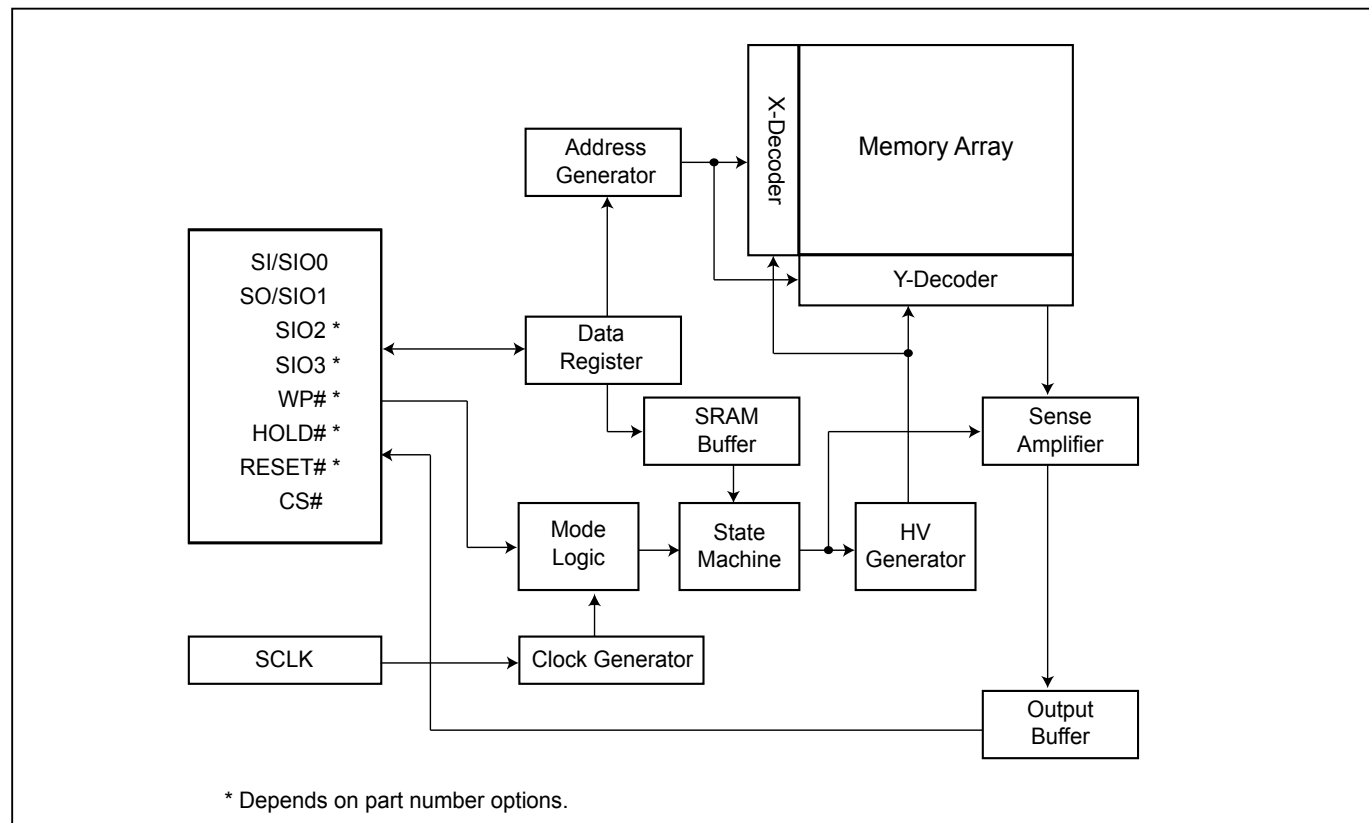 X-Decoder
Memory Array
Address
Generator
SI/SIO0
SO/SIO1
SIO2 *
SIO3 *
WP# *
HOLD# *
RESET# *
CS#
Y-Decoder
Data
Register
SRAM
Buffer
Sense
Amplifier
Mode
Logic
State
Machine
HV
Generator
SCLK
Clock Generator
Output
Buffer
* Depends on part number options.